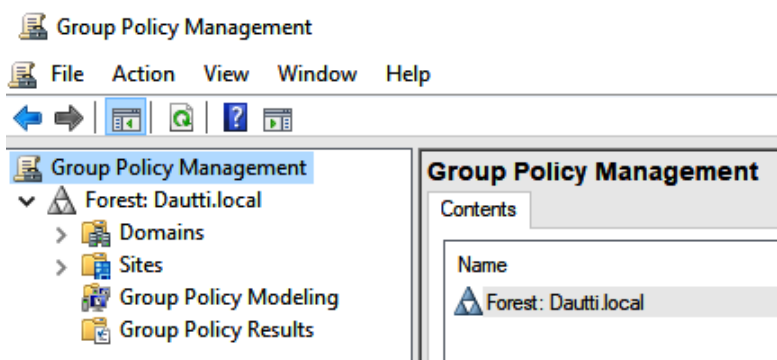 Group Policy Management
File Action View Window Help
Group Policy Management
Forest: Dautti.local
Domains
Sites
Group Policy Modeling
Group Policy Results
Group Policy Management
Contents
Name
Forest: Dautti.local